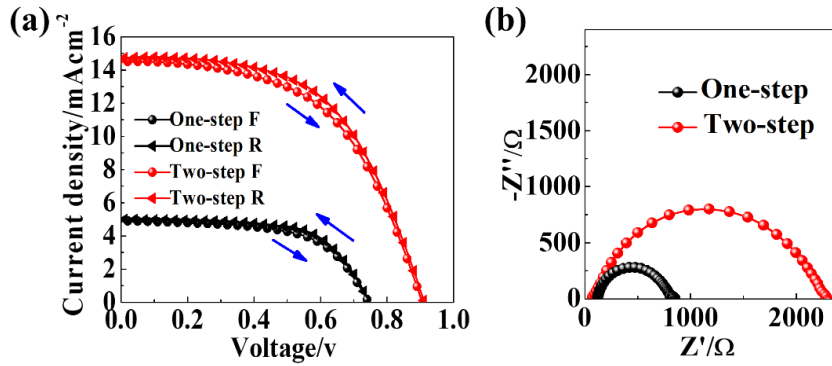 (a)
Current density/mAcm-2
16
14
12
10
8
6
4
2
0
One-step F
One-step R
Two-step F
Two-step R
0.0 0.2 0.4 0.6 0.8 1.0
Voltage/v
(b)
-Z''/Ω
2000
1500
1000
500
0
One-step
Two-step
0 1000 2000
Z'/Ω